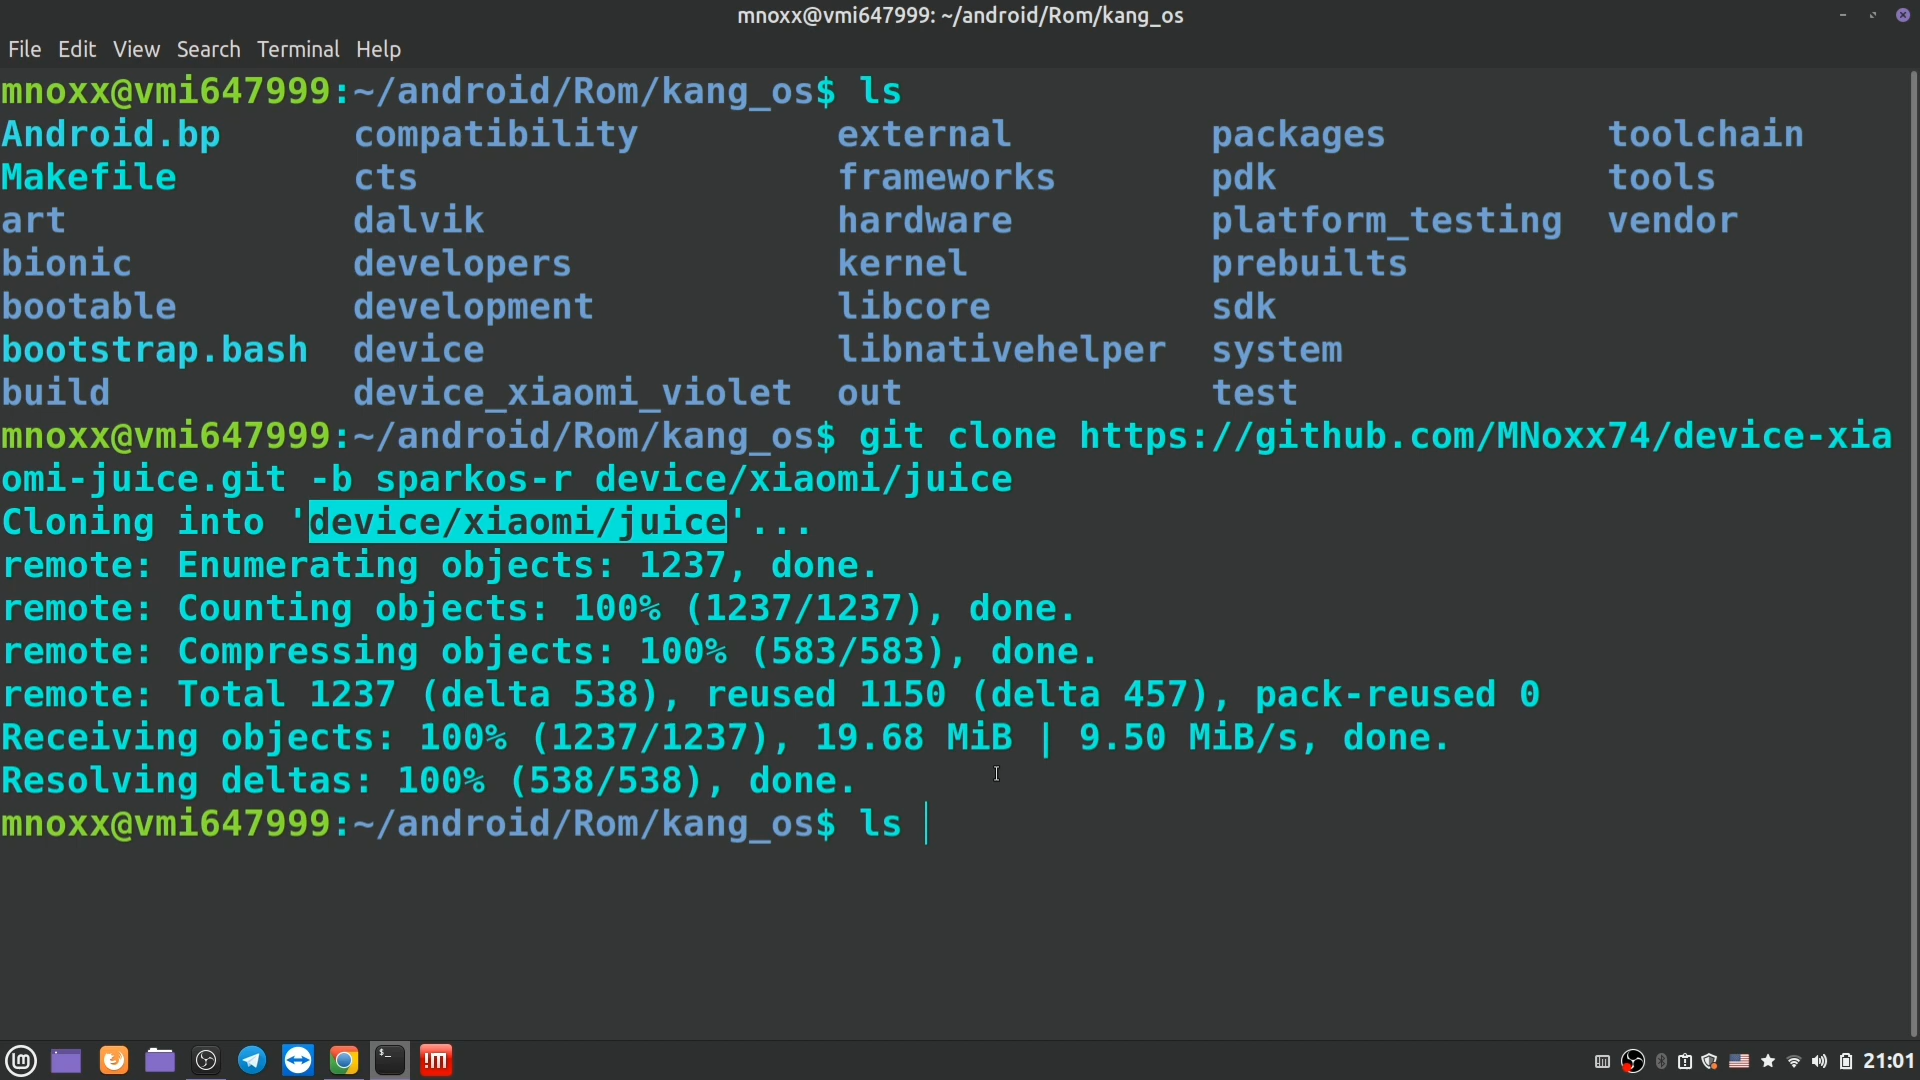 mnoxx@vmi647999: ~/android/Rom/kang_os
File Edit View Search Terminal Help
mnoxx@vmi647999:~/android/Rom/kang_os$ ls
Android.bp compatibility external packages toolchain
Makefile cts frameworks pdk tools
art dalvik hardware platform_testing vendor
bionic developers kernel prebuilts
bootable development libcore sdk
bootstrap.bash device libnativehelper system
build device_xiaomi_violet out test
mnoxx@vmi647999:~/android/Rom/kang_os$ git clone https://github.com/MNoxx74/device-xia
omi-juice.git -b sparkos-r device/xiaomi/juice
Cloning into 'device/xiaomi/juice'...
remote: Enumerating objects: 1237, done.
remote: Counting objects: 100% (1237/1237), done.
remote: Compressing objects: 100% (583/583), done.
remote: Total 1237 (delta 538), reused 1150 (delta 457), pack-reused 0
Receiving objects: 100% (1237/1237), 19.68 MiB | 9.50 MiB/s, done.
Resolving deltas: 100% (538/538), done.
mnoxx@vmi647999:~/android/Rom/kang_os$ ls
21:01